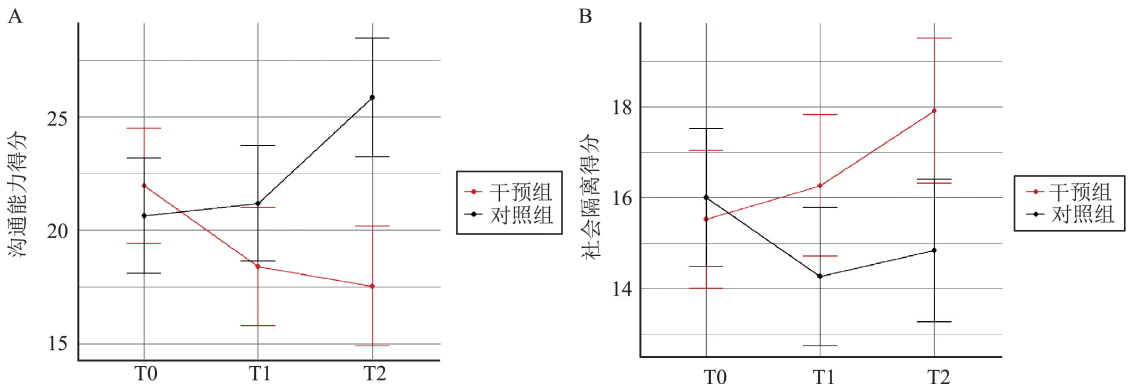 A
沟通能力得分
25
20
15
T0 T1 T2
干预组
对照组
B
社会隔离得分
18
16
14
T0 T1 T2
干预组
对照组